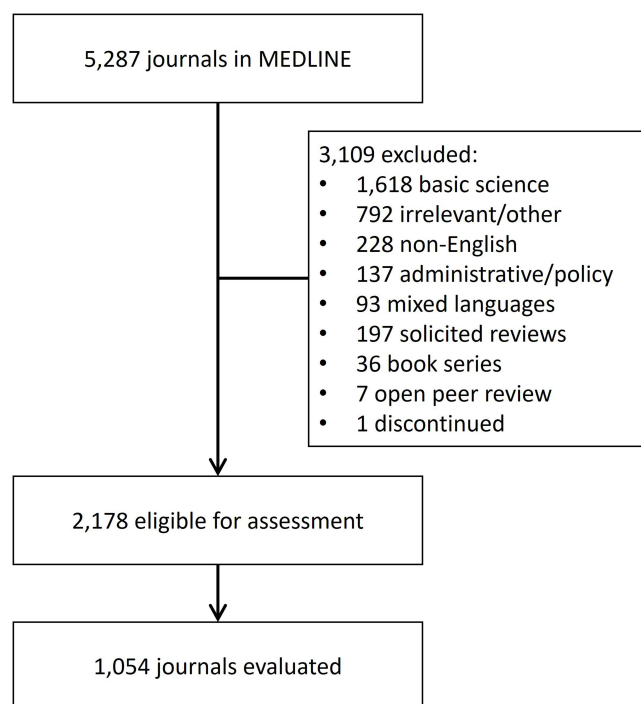 5,287 journals in MEDLINE
3,109 excluded:
• 1,618 basic science
• 792 irrelevant/other
• 228 non-English
• 137 administrative/policy
• 93 mixed languages
• 197 solicited reviews
• 36 book series
• 7 open peer review
• 1 discontinued
2,178 eligible for assessment
1,054 journals evaluated